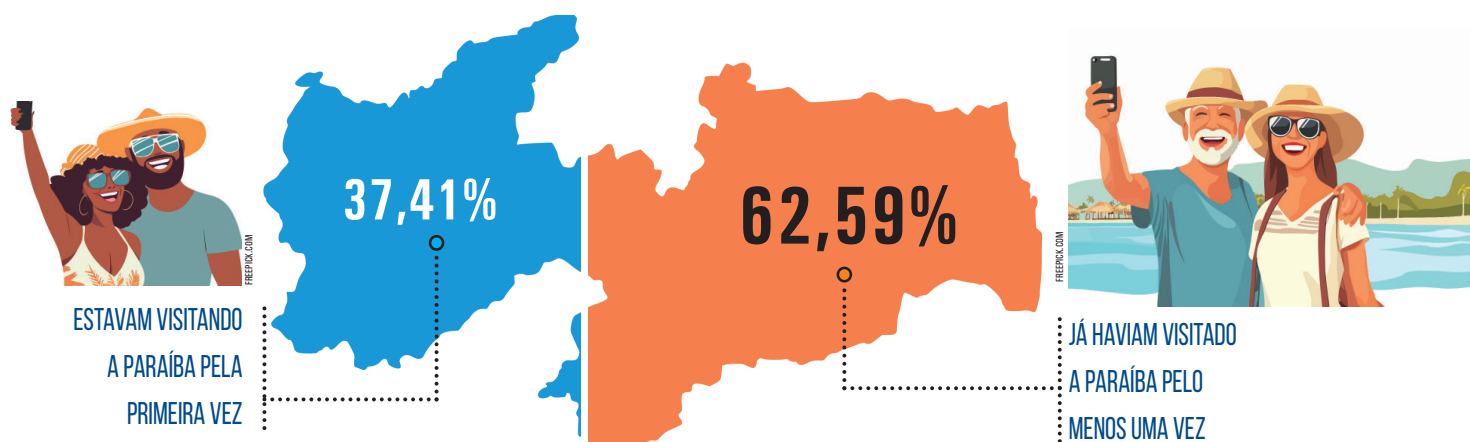 37,41%
FREEPICK.COM
ESTAVAM VISITANDO
A PARAÍBA PELA
PRIMEIRA VEZ
62,59%
FREEPICK.COM
JÁ HAVIAM VISITADO
A PARAÍBA PELO
MENOS UMA VEZ